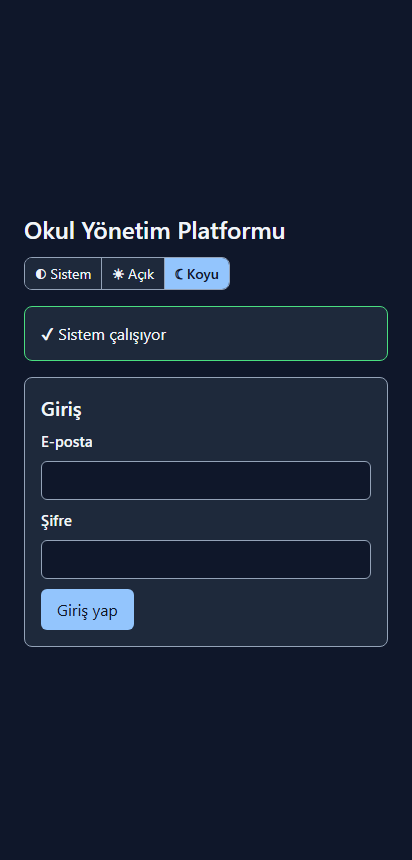 Okul Yönetim Platformu
◐ Sistem ☀ Açık ☾ Koyu
✓ Sistem çalışıyor
Giriş
E-posta
Şifre
Giriş yap